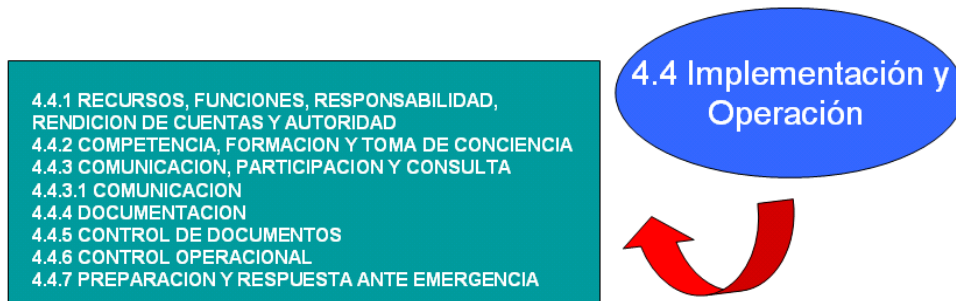 4.4 Implementación y
Operación
4.4.1 RECURSOS, FUNCIONES, RESPONSABILIDAD,
RENDICION DE CUENTAS Y AUTORIDAD
4.4.2 COMPETENCIA, FORMACION Y TOMA DE CONCIENCIA
4.4.3 COMUNICACION, PARTICIPACION Y CONSULTA
4.4.3.1 COMUNICACION
4.4.4 DOCUMENTACION
4.4.5 CONTROL DE DOCUMENTOS
4.4.6 CONTROL OPERACIONAL
4.4.7 PREPARACION Y RESPUESTA ANTE EMERGENCIA